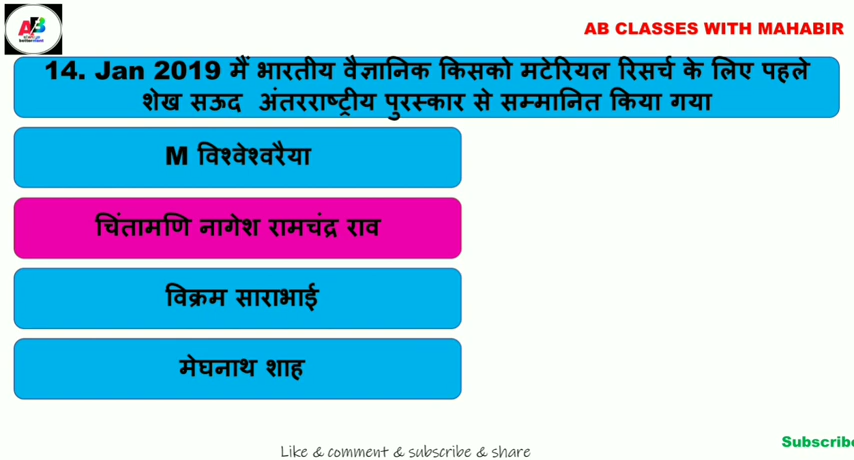 AB CLASSES WITH MAHABIR
14. Jan 2019 मैं भारतीय वैज्ञानिक किसको मटेरियल रिसर्च के लिए पहले
शेख सऊद अंतरराष्ट्रीय पुरस्कार से सम्मानित किया गया
M विश्वेश्वरैया
चिंतामणि नागेश रामचंद्र राव
विक्रम साराभाई
मेघनाथ शाह
Subscribe
Like & comment & subscribe & share